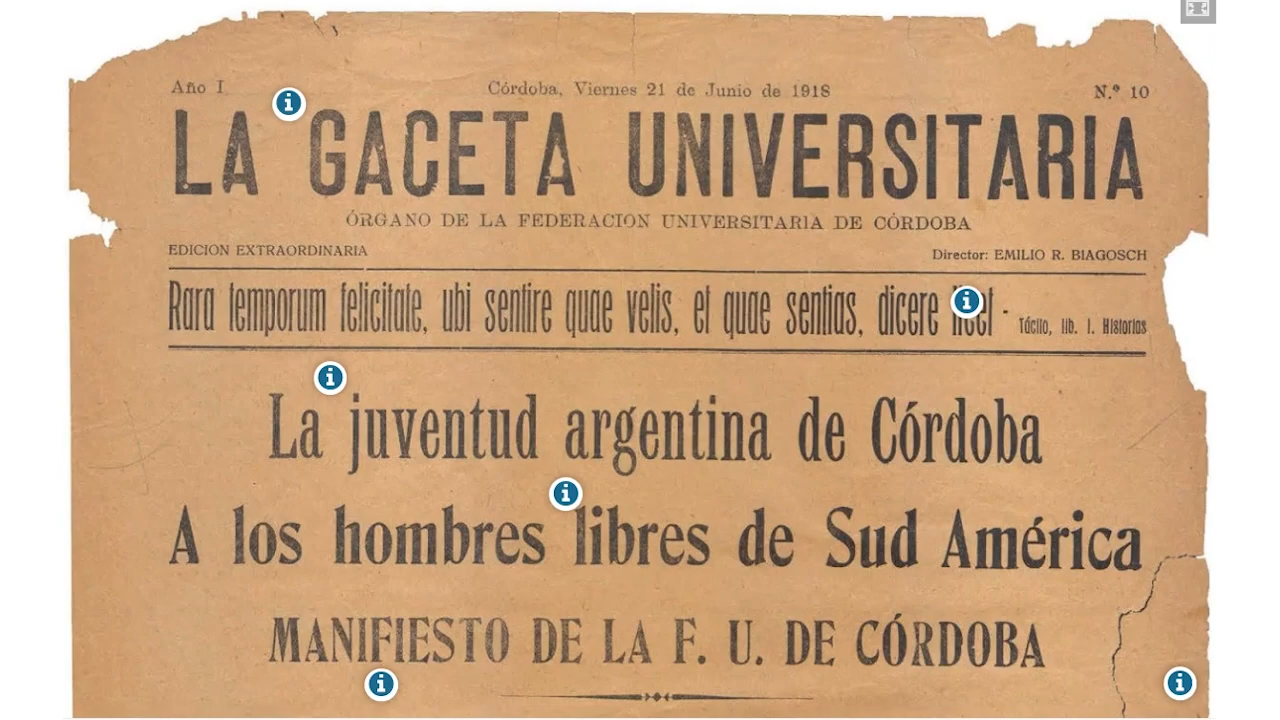 Año I Córdoba, Viernes 21 de Junio de 1918 N.º 10
LA GACETA UNIVERSITARIA
ÓRGANO DE LA FEDERACION UNIVERSITARIA DE CÓRDOBA
EDICION EXTRAORDINARIA Director: EMILIO R. BIAGOSCH
Rara temporum felicitate, ubi sentire quae velis, et quae sentias, dicere licet - Tácito, lib. I. Historias
La juventud argentina de Córdoba
A los hombres libres de Sud América
MANIFIESTO DE LA F. U. DE CÓRDOBA